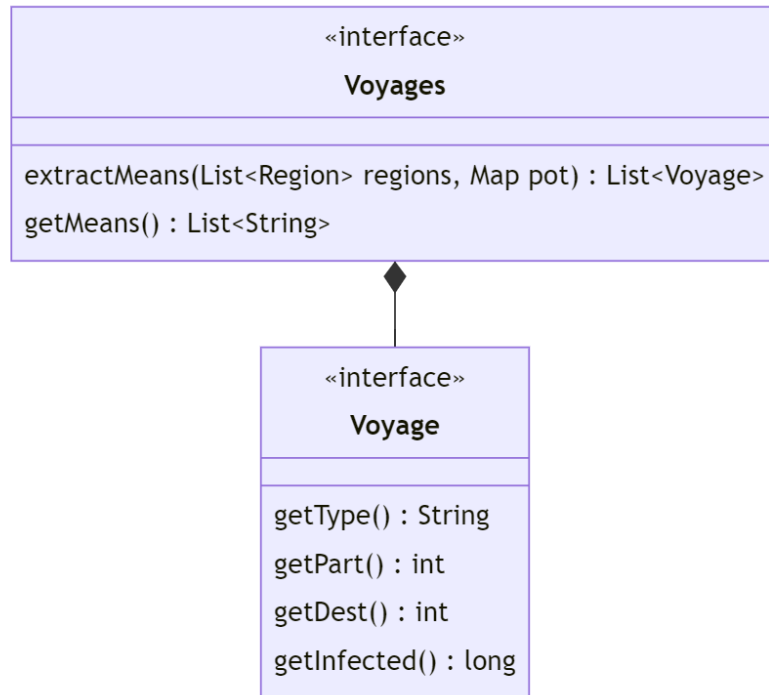 «interface»
Voyages
extractMeans(List<Region> regions, Map pot) : List<Voyage>
getMeans() : List<String>
«interface»
Voyage
getType() : String
getPart() : int
getDest() : int
getInfected() : long